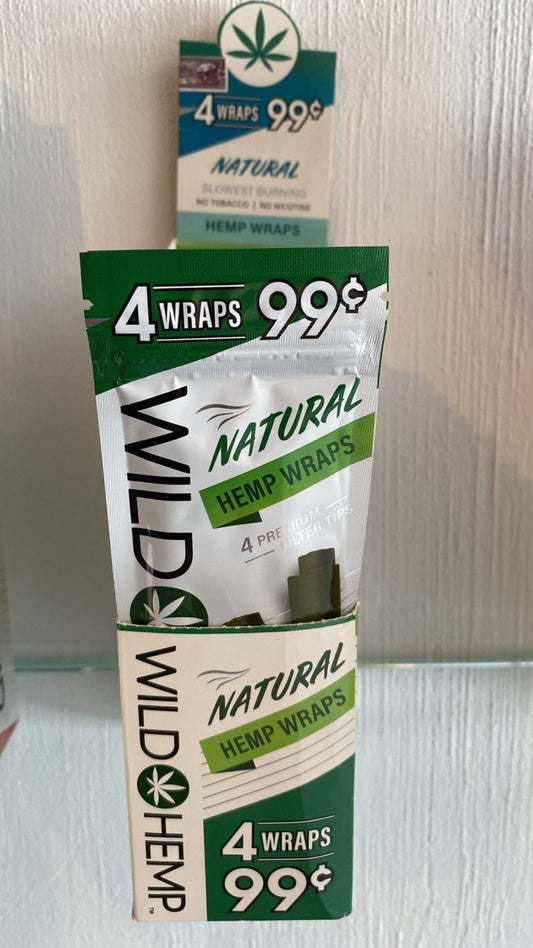 4 WRAPS 99¢
NATURAL
SLOWEST BURNING
NO TOBACCO | NO NICOTINE
HEMP WRAPS
4 WRAPS 99¢
WILD
NATURAL
HEMP WRAPS
4 PREMIUM
FILTER TIPS
WILD HEMP™
NATURAL
HEMP WRAPS
4 WRAPS
99¢